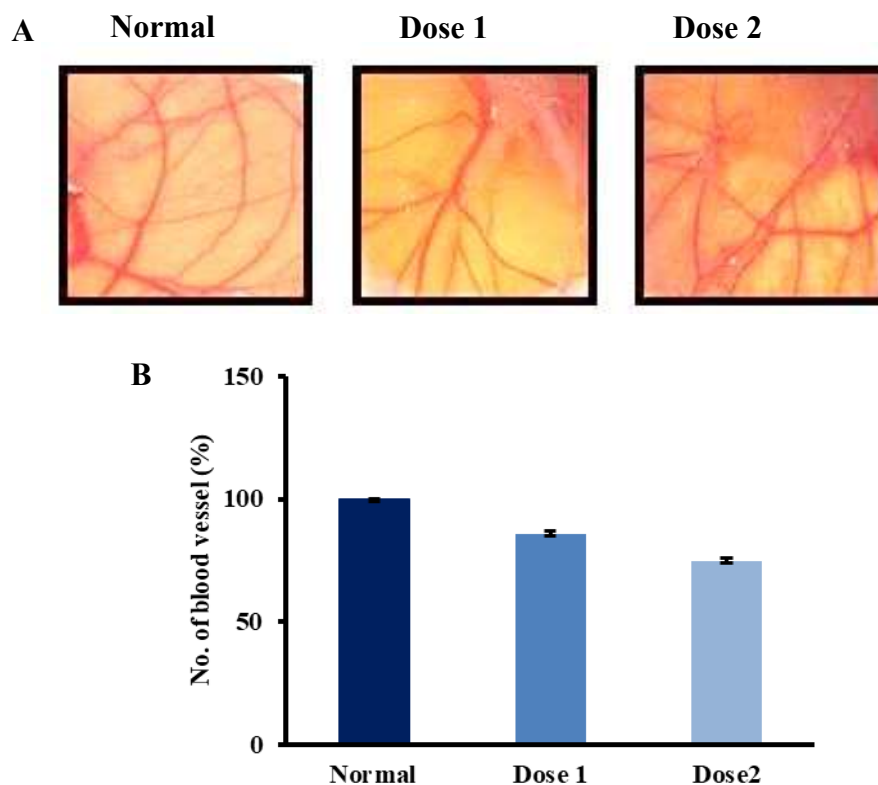 A
Normal
Dose 1
Dose 2
B
No. of blood vessel (%)
150
100
50
0
Normal
Dose 1
Dose2